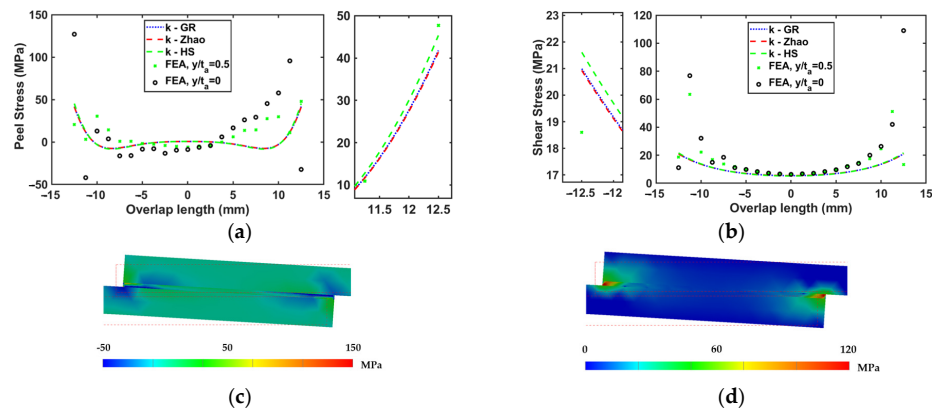 Peel Stress (MPa)
150
100
50
0
−50
k - GR
k - Zhao
k - HS
FEA, y/ta=0.5
FEA, y/ta=0
−15
−10
−5
0
5
10
15
Overlap length (mm)
50
40
30
20
10
11.5
12
12.5
(a)
Shear Stress (MPa)
23
22
21
20
19
18
17
−12.5
−12
120
100
80
60
40
20
0
k - GR
k - Zhao
k - HS
FEA, y/ta=0.5
FEA, y/ta=0
−15
−10
−5
0
5
10
15
Overlap length (mm)
(b)
-50
50
150
MPa
(c)
0
60
120
MPa
(d)